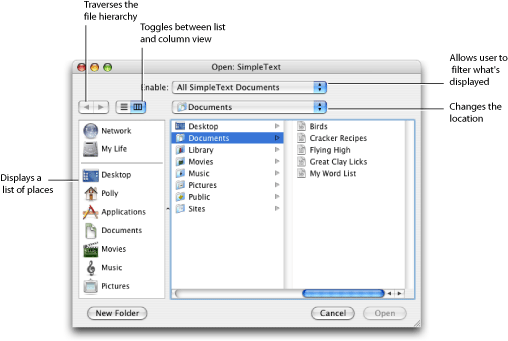 Traverses the
file hierarchy
Toggles between list
and column view
Open: SimpleText
Enable: All SimpleText Documents
Allows user to
filter what's
displayed
Documents
Changes the
location
Displays a
list of places
Network
My Life
Desktop
Polly
Applications
Documents
Movies
Music
Pictures
Desktop
Documents
Library
Movies
Music
Pictures
Public
Sites
Birds
Cracker Recipes
Flying High
Great Clay Licks
My Word List
New Folder
Cancel
Open